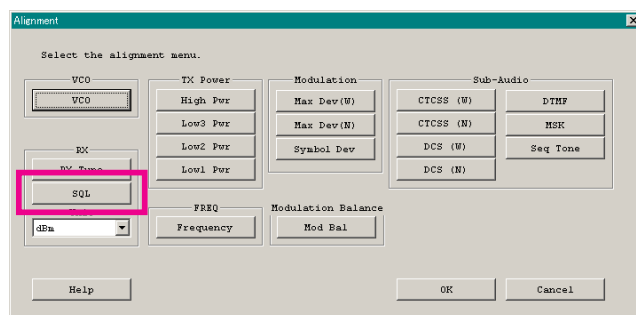 Alignment
Select the alignment menu.
VCO
VCO
TX Power
High Pwr
Low3 Pwr
Low2 Pwr
Low1 Pwr
Modulation
Max Dev(W)
Max Dev(N)
Symbol Dev
Sub-Audio
CTCSS (W)
DTMF
CTCSS (N)
MSK
DCS (W)
Seq Tone
DCS (N)
RX
SQL
dBm
FREQ
Frequency
Modulation Balance
Mod Bal
Help
OK
Cancel